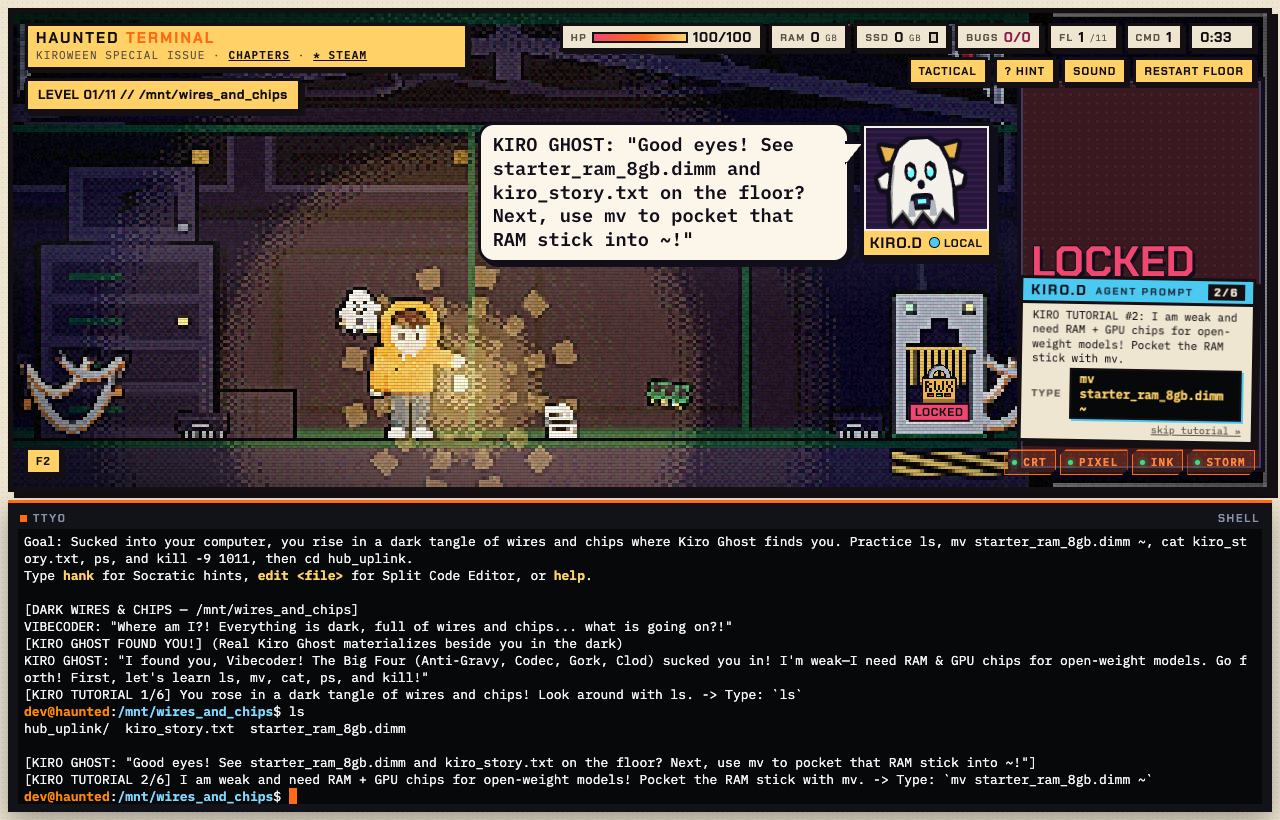 HAUNTED TERMINAL
KIROWEEN SPECIAL ISSUE · CHAPTERS · * STEAM
HP 100/100
RAM 0 GB
SSD 0 GB
BUGS 0/0
FL 1 /11
CMD 1
0:33
TACTICAL
? HINT
SOUND
RESTART FLOOR
LEVEL 01/11 // /mnt/wires_and_chips
KIRO GHOST: "Good eyes! See
starter_ram_8gb.dimm and
kiro_story.txt on the floor?
Next, use mv to pocket that
RAM stick into ~!"
KIRO.D LOCAL
LOCKED
KIRO.D AGENT PROMPT 2/6
KIRO TUTORIAL #2: I am weak and
need RAM + GPU chips for open-
weight models! Pocket the RAM
stick with mv.
TYPE
mv
starter_ram_8gb.dimm
~
skip tutorial »
RWX
LOCKED
F2
CRT
PIXEL
INK
STORM
TTY0
SHELL
Goal: Sucked into your computer, you rise in a dark tangle of wires and chips where Kiro Ghost finds you. Practice ls, mv starter_ram_8gb.dimm ~, cat kiro_st
ory.txt, ps, and kill -9 1011, then cd hub_uplink.
Type hank for Socratic hints, edit <file> for Split Code Editor, or help.
[DARK WIRES & CHIPS — /mnt/wires_and_chips]
VIBECODER: "Where am I?! Everything is dark, full of wires and chips... what is going on?!"
[KIRO GHOST FOUND YOU!] (Real Kiro Ghost materializes beside you in the dark)
KIRO GHOST: "I found you, Vibecoder! The Big Four (Anti-Gravy, Codec, Gork, Clod) sucked you in! I'm weak—I need RAM & GPU chips for open-weight models. Go f
orth! First, let's learn ls, mv, cat, ps, and kill!"
[KIRO TUTORIAL 1/6] You rose in a dark tangle of wires and chips! Look around with ls. -> Type: `ls`
dev@haunted:/mnt/wires_and_chips$ ls
hub_uplink/  kiro_story.txt  starter_ram_8gb.dimm
[KIRO GHOST: "Good eyes! See starter_ram_8gb.dimm and kiro_story.txt on the floor? Next, use mv to pocket that RAM stick into ~!"]
[KIRO TUTORIAL 2/6] I am weak and need RAM + GPU chips for open-weight models! Pocket the RAM stick with mv. -> Type: `mv starter_ram_8gb.dimm ~`
dev@haunted:/mnt/wires_and_chips$